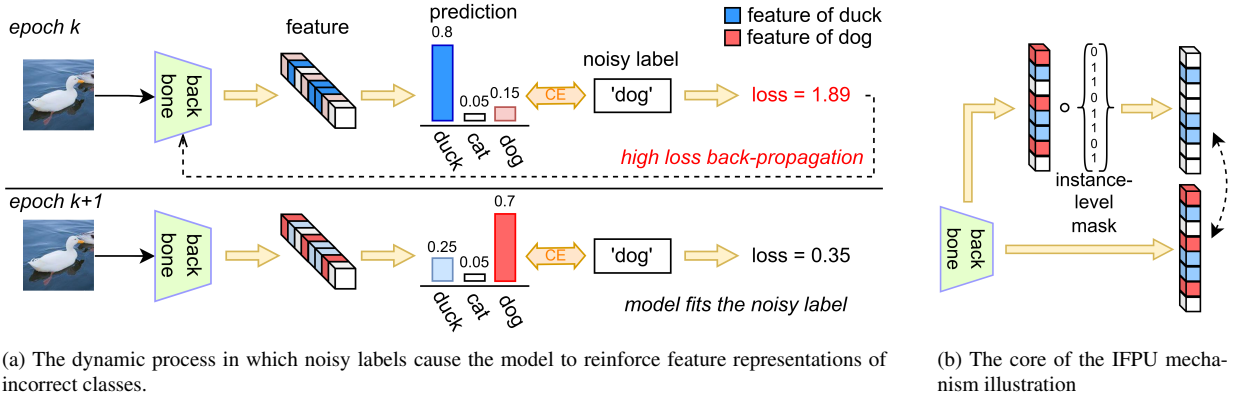 epoch k
feature
prediction
0.8
0.05
0.15
duck
cat
dog
back
bone
CE
noisy label
'dog'
loss = 1.89
feature of duck
feature of dog
high loss back-propagation
epoch k+1
back
bone
0.25
0.05
0.7
duck
cat
dog
CE
'dog'
loss = 0.35
model fits the noisy label
(a) The dynamic process in which noisy labels cause the model to reinforce feature representations of
incorrect classes.
0
1
1
0
1
1
0
1
instance-
level
mask
back
bone
(b) The core of the IFPU mecha-
nism illustration